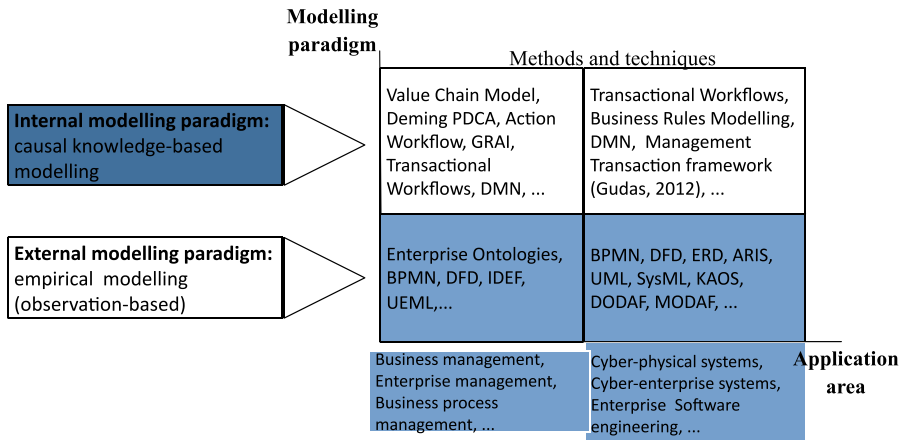 Modelling
paradigm
Methods and techniques
Internal modelling paradigm:
causal knowledge-based
modelling
Value Chain Model,
Deming PDCA, Action
Workflow, GRAI,
Transactional
Workflows, DMN, ...
Transactional Workflows,
Business Rules Modelling,
DMN, Management
Transaction framework
(Gudas, 2012), ...
External modelling paradigm:
empirical modelling
(observation-based)
Enterprise Ontologies,
BPMN, DFD, IDEF,
UEML,...
BPMN, DFD, ERD, ARIS,
UML, SysML, KAOS,
DODAF, MODAF, ...
Business management,
Enterprise management,
Business process
management, ...
Cyber-physical systems,
Cyber-enterprise systems,
Enterprise Software
engineering, ...
Application
area